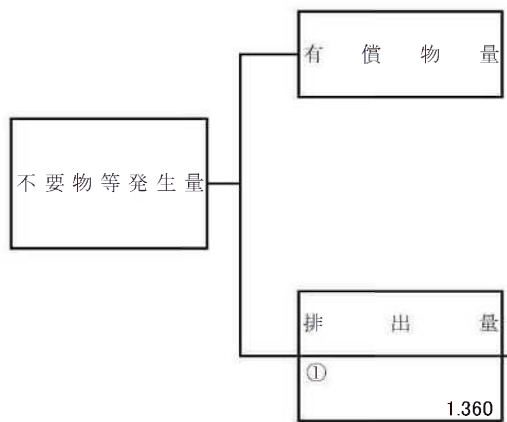 有償物量
不要物等発生量
排出量
①
1.360